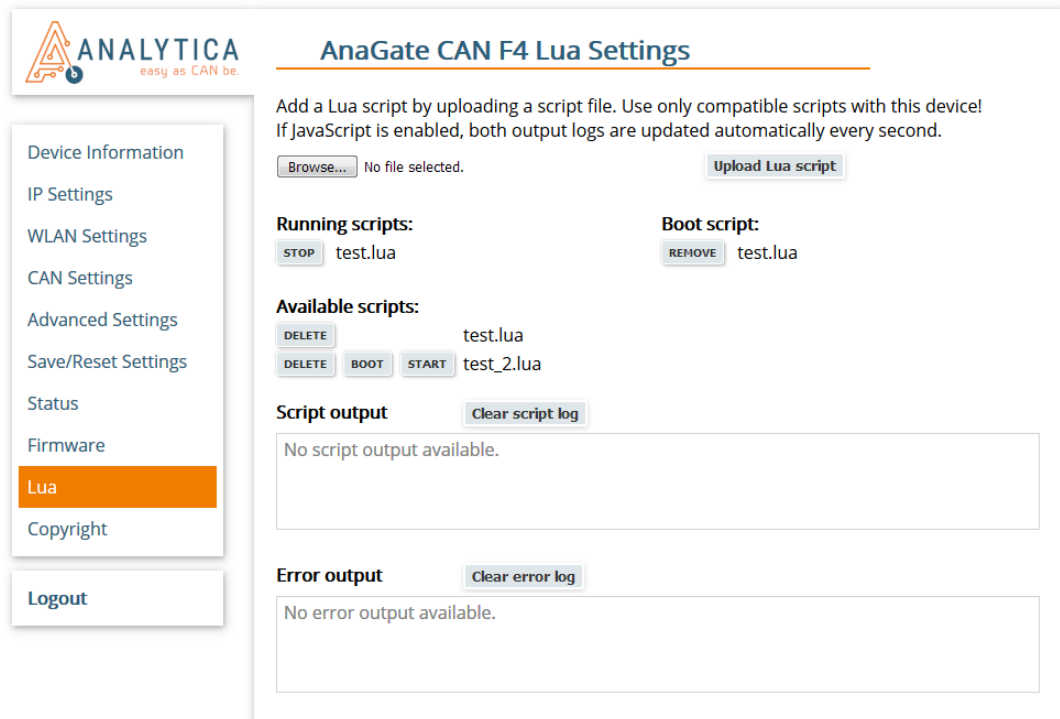 ANALYTICA
easy as CAN be.
AnaGate CAN F4 Lua Settings
Add a Lua script by uploading a script file. Use only compatible scripts with this device!
If JavaScript is enabled, both output logs are updated automatically every second.
Browse... No file selected. Upload Lua script
Device Information
IP Settings
WLAN Settings
CAN Settings
Advanced Settings
Save/Reset Settings
Status
Firmware
Lua
Copyright
Logout
Running scripts: Boot script:
STOP test.lua REMOVE test.lua
Available scripts:
DELETE test.lua
DELETE BOOT START test_2.lua
Script output Clear script log
No script output available.
Error output Clear error log
No error output available.